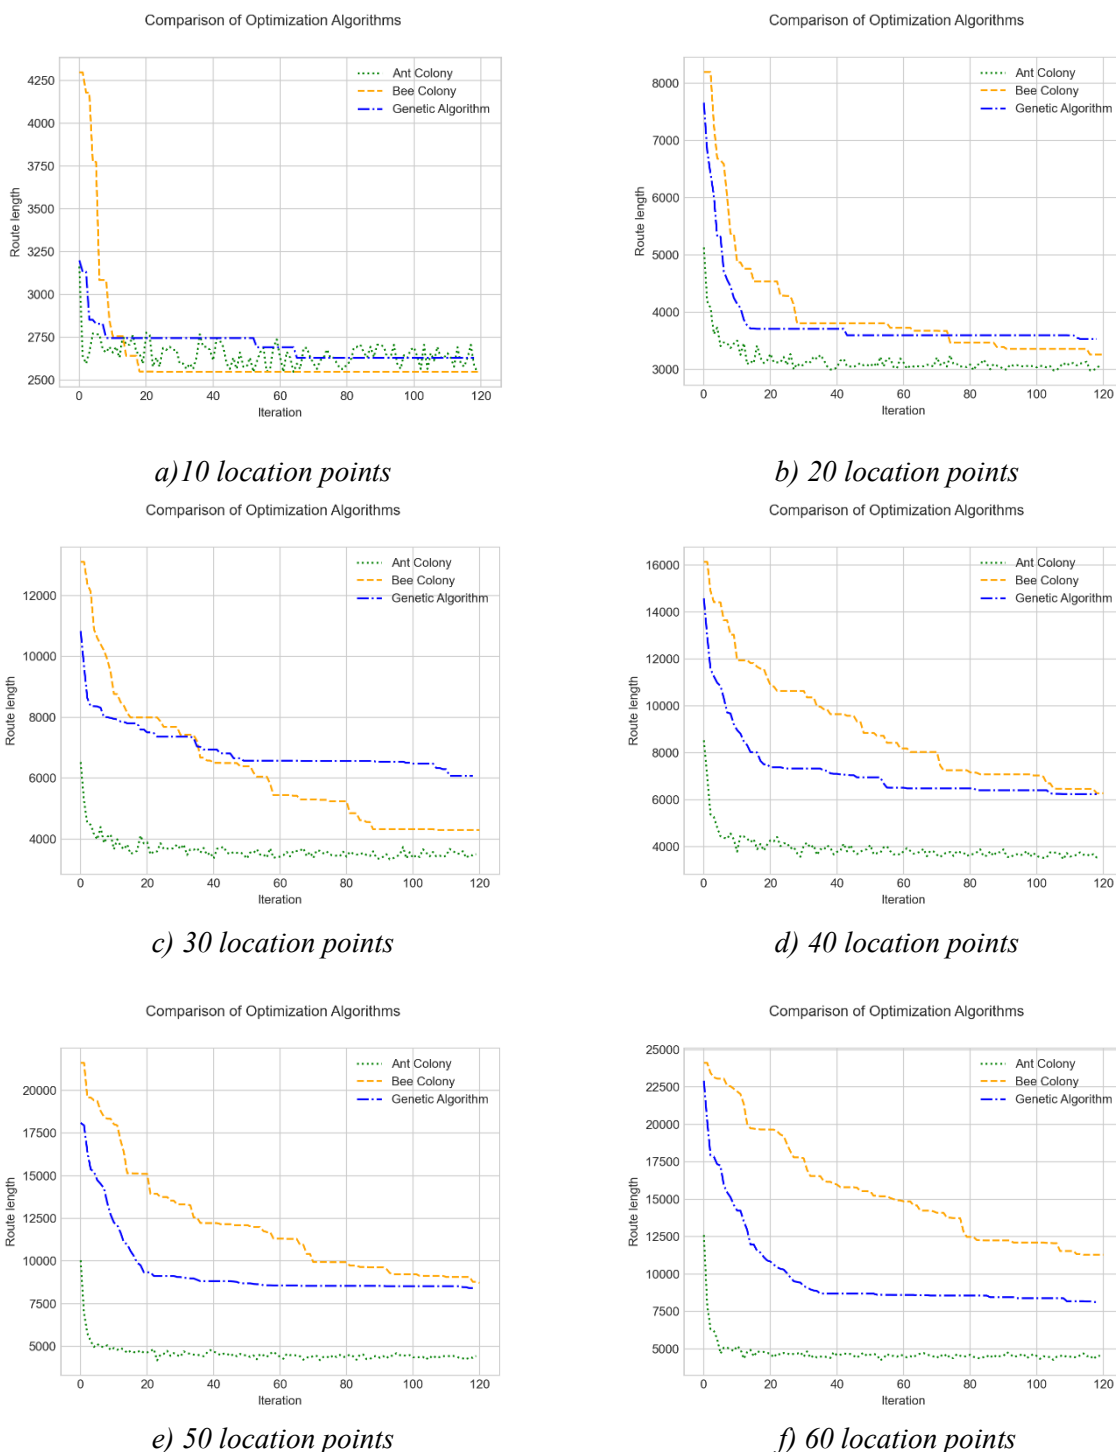 Comparison of Optimization Algorithms
4250
4000
3750
3500
3250
3000
2750
2500
Route length
0 20 40 60 80 100 120
Iteration
Ant Colony
Bee Colony
Genetic Algorithm
a)10 location points
Comparison of Optimization Algorithms
8000
7000
6000
5000
4000
3000
Route length
0 20 40 60 80 100 120
Iteration
Ant Colony
Bee Colony
Genetic Algorithm
b) 20 location points
Comparison of Optimization Algorithms
12000
10000
8000
6000
4000
Route length
0 20 40 60 80 100 120
Iteration
Ant Colony
Bee Colony
Genetic Algorithm
c) 30 location points
Comparison of Optimization Algorithms
16000
14000
12000
10000
8000
6000
4000
Route length
0 20 40 60 80 100 120
Iteration
Ant Colony
Bee Colony
Genetic Algorithm
d) 40 location points
Comparison of Optimization Algorithms
20000
17500
15000
12500
10000
7500
5000
Route length
0 20 40 60 80 100 120
Iteration
Ant Colony
Bee Colony
Genetic Algorithm
e) 50 location points
Comparison of Optimization Algorithms
25000
22500
20000
17500
15000
12500
10000
7500
5000
Route length
0 20 40 60 80 100 120
Iteration
Ant Colony
Bee Colony
Genetic Algorithm
f) 60 location points